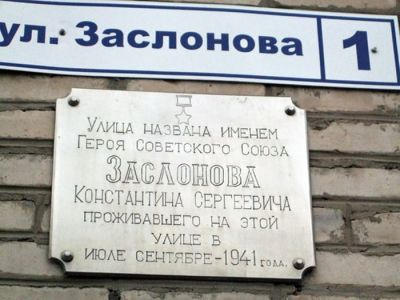 ул. Заслонова 1
Улица названа именем
Героя Советского Союза
Заслонова
Константина Сергеевича
проживавшего на этой
улице в
июле сентябре-1941 года.